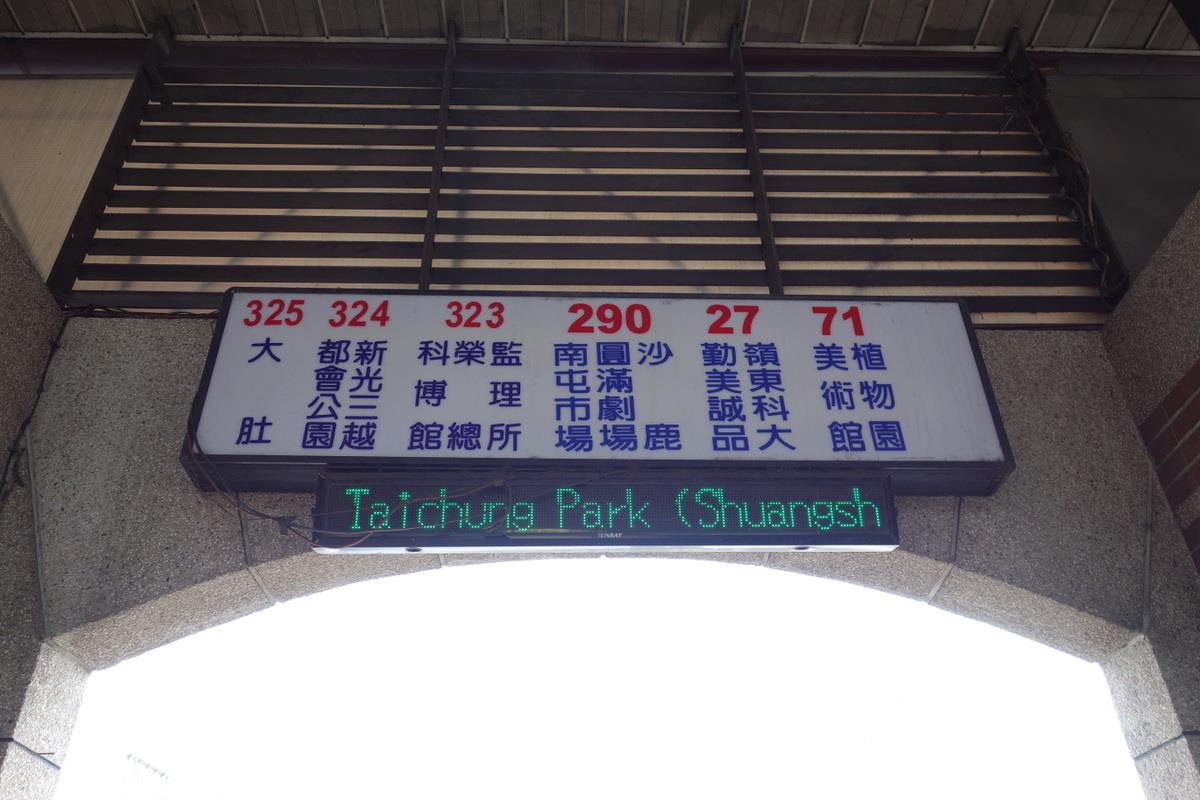 325
大肚
324
新光三越
都會公園
323
監理所
榮總
科博館
290
沙鹿
圓滿劇場
南屯市場
27
嶺東科大
勤美誠品
71
植物園
美術館
Taichung Park (Shuangsh
SUNRAY